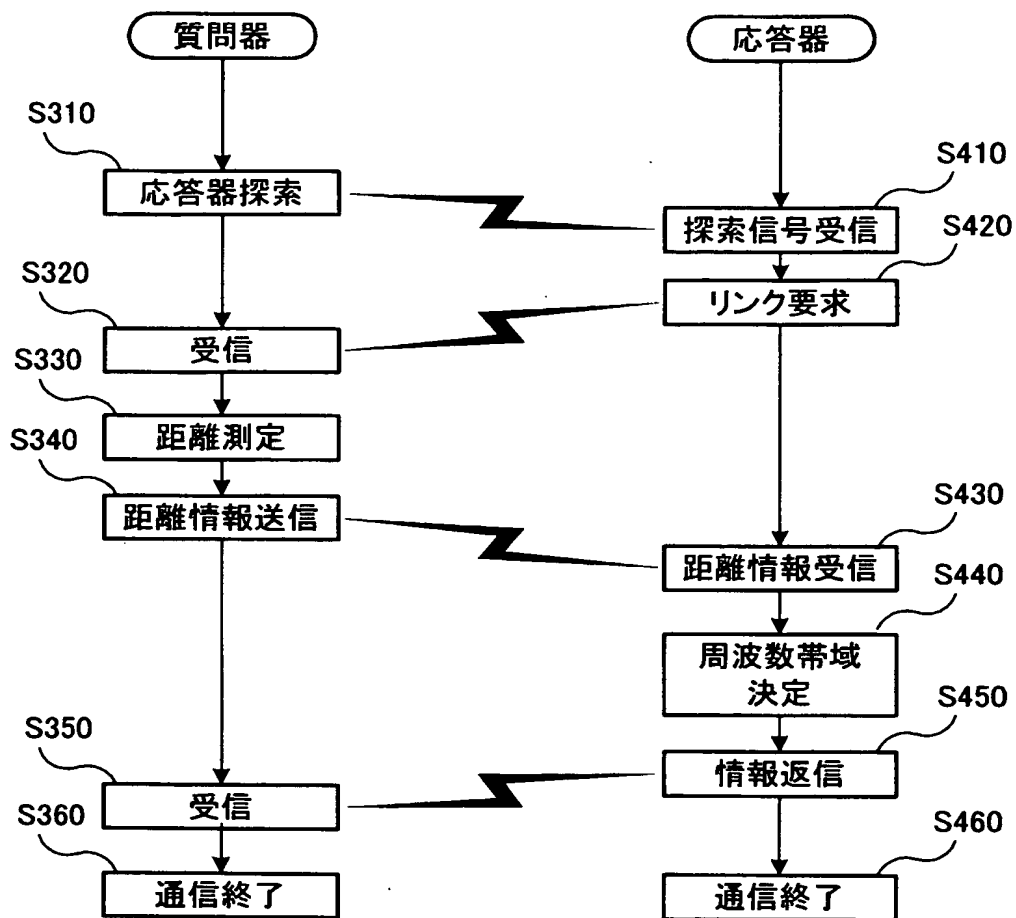 質問器
応答器
S310
応答器探索
S410
探索信号受信
S420
リンク要求
S320
受信
S330
距離測定
S340
距離情報送信
S430
距離情報受信
S440
周波数帯域
決定
S450
情報返信
S350
受信
S360
通信終了
S460
通信終了